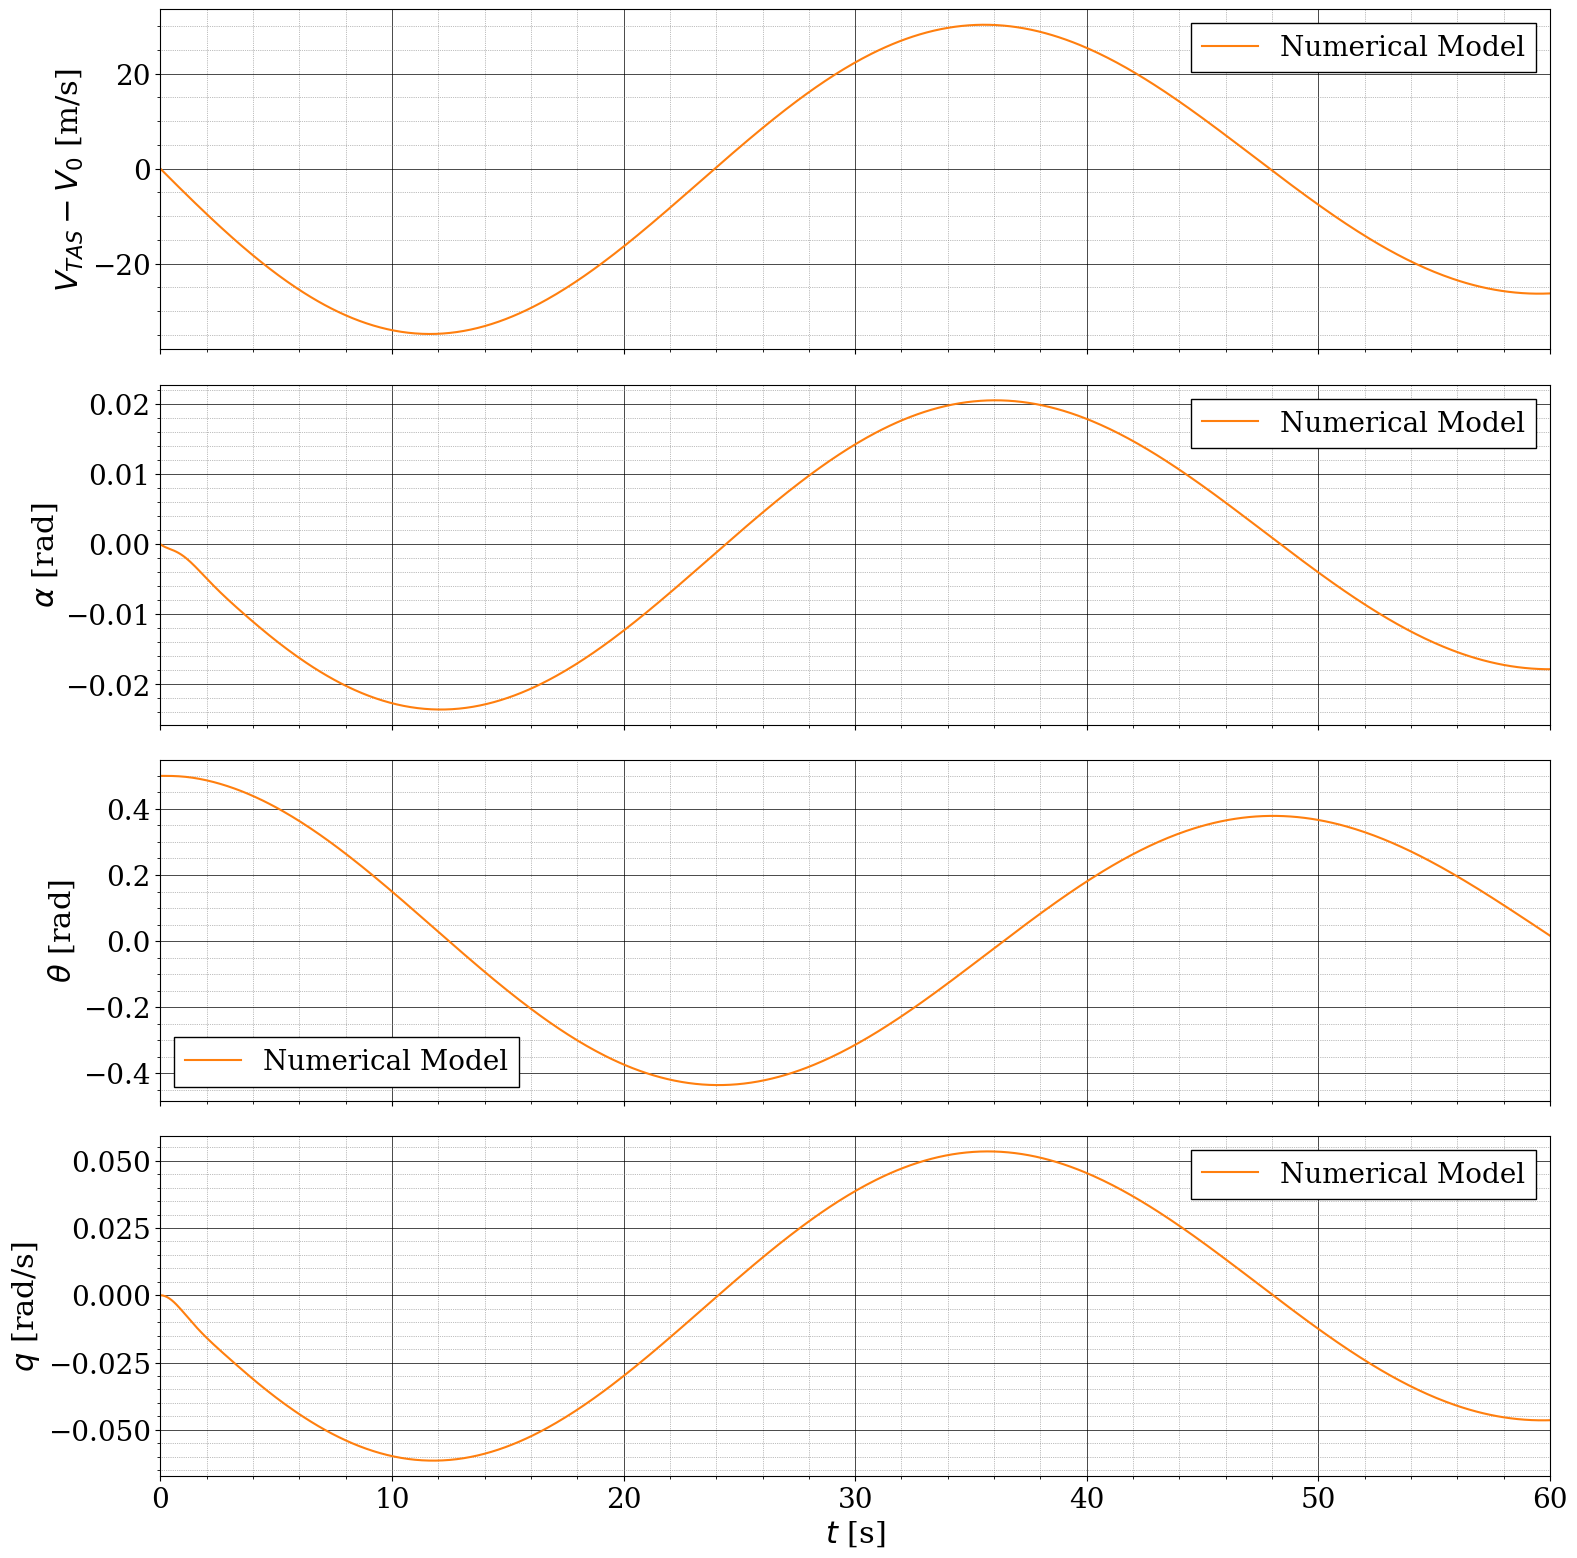 V_TAS − V_0 [m/s]
20
0
−20
Numerical Model
α [rad]
0.02
0.01
0.00
−0.01
−0.02
Numerical Model
θ [rad]
0.4
0.2
0.0
−0.2
−0.4
Numerical Model
q [rad/s]
0.050
0.025
0.000
−0.025
−0.050
Numerical Model
0 10 20 30 40 50 60
t [s]